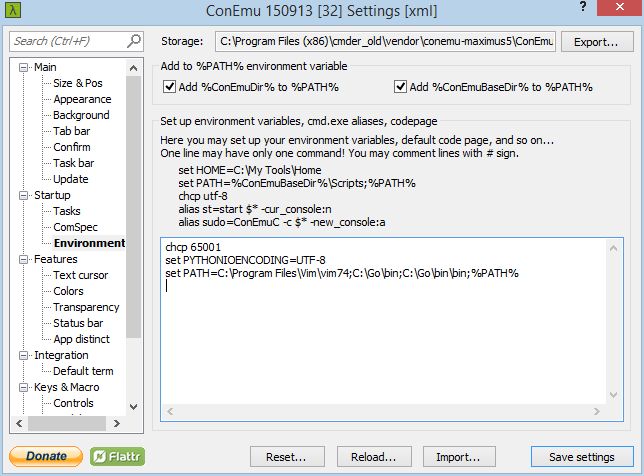 λ
ConEmu 150913 [32] Settings [xml]
?
Search (Ctrl+F)
Storage:
C:\Program Files (x86)\cmder_old\vendor\conemu-maximus5\ConEmu
Export...
Main
Size & Pos
Appearance
Background
Tab bar
Confirm
Task bar
Update
Startup
Tasks
ComSpec
Environment
Features
Text cursor
Colors
Transparency
Status bar
App distinct
Integration
Default term
Keys & Macro
Controls
Add to %PATH% environment variable
Add %ConEmuDir% to %PATH%
Add %ConEmuBaseDir% to %PATH%
Set up environment variables, cmd.exe aliases, codepage
Here you may set up your environment variables, default code page, and so on...
One line may have only one command! You may comment lines with # sign.
set HOME=C:\My Tools\Home
set PATH=%ConEmuBaseDir%\Scripts;%PATH%
chcp utf-8
alias st=start $* -cur_console:n
alias sudo=ConEmuC -c $* -new_console:a
chcp 65001
set PYTHONIOENCODING=UTF-8
set PATH=C:\Program Files\Vim\vim74;C:\Go\bin;C:\Go\bin\bin;%PATH%
Donate
Flattr
Reset...
Reload...
Import...
Save settings